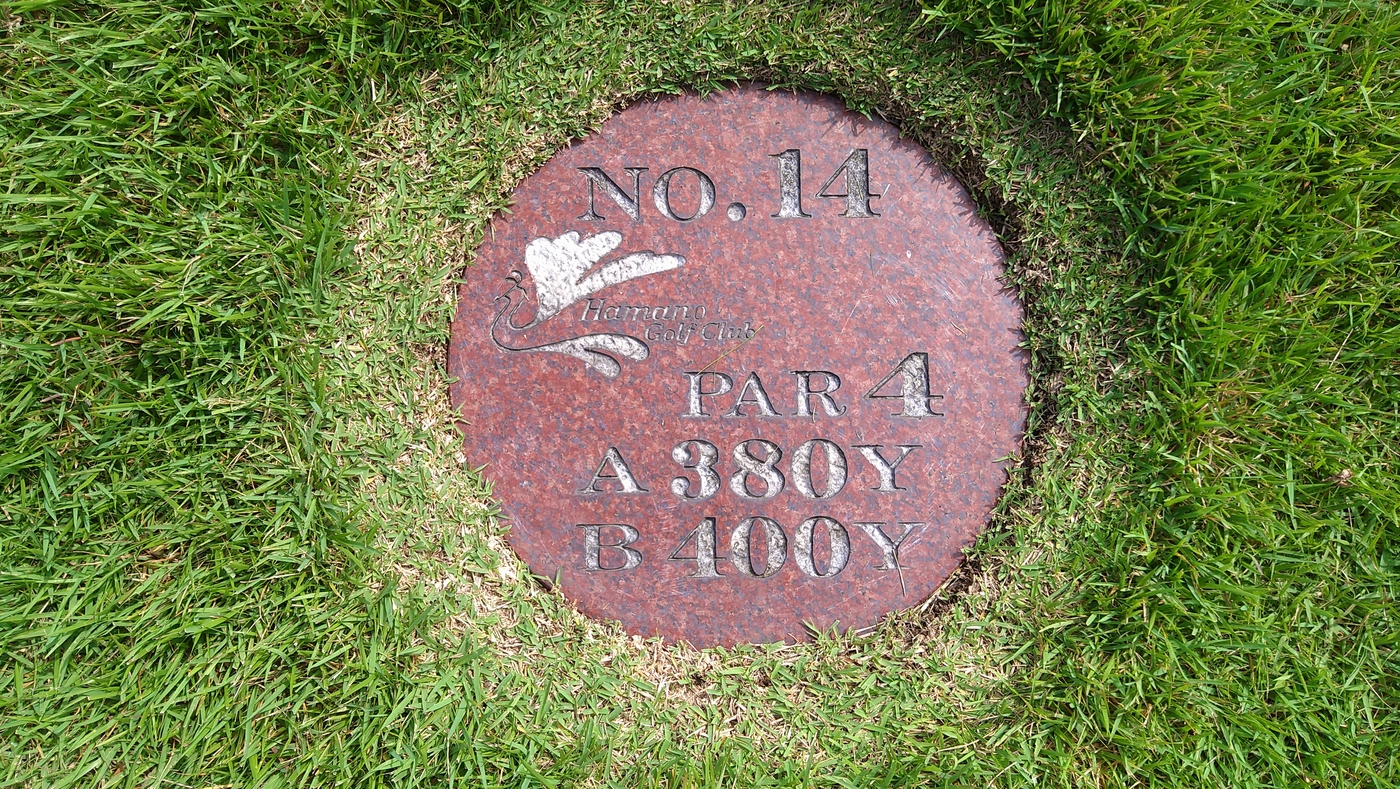 NO. 14
Hamano
Golf Club
PAR 4
A 380Y
B 400Y